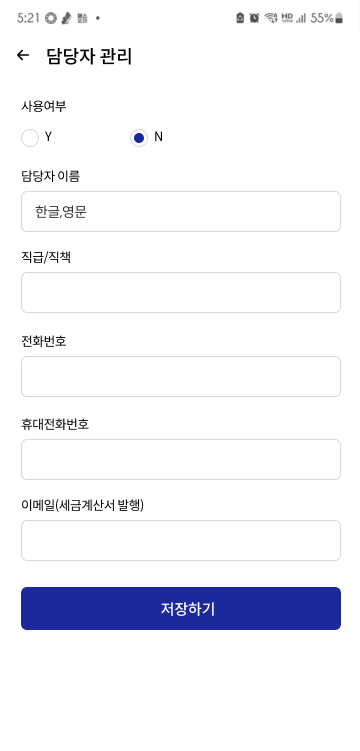 5:21 55%
담당자 관리
사용여부
Y N
담당자 이름
한글,영문
직급/직책
전화번호
휴대전화번호
이메일(세금계산서 발행)
저장하기